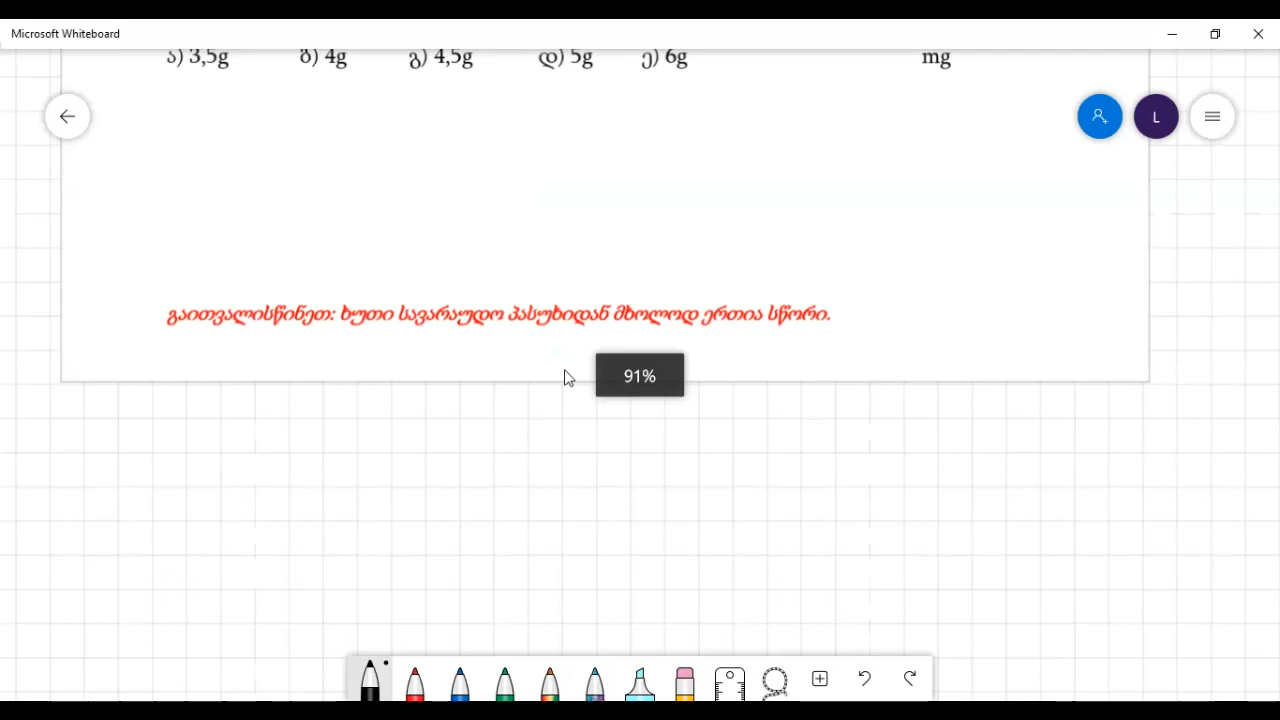 Microsoft Whiteboard
ა) 3,5g ბ) 4g გ) 4,5g დ) 5g ე) 6g mg
L
გაითვალისწინეთ: ხუთი სავარაუდო პასუხიდან მხოლოდ ერთია სწორი.
91%